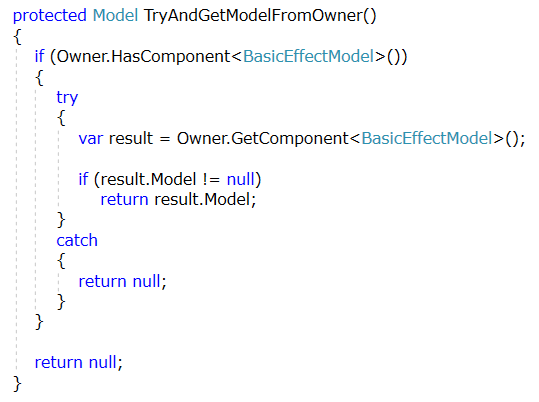 protected Model TryAndGetModelFromOwner()
{
if (Owner.HasComponent<BasicEffectModel>())
{
try
{
var result = Owner.GetComponent<BasicEffectModel>();
if (result.Model != null)
return result.Model;
}
catch
{
return null;
}
}
return null;
}